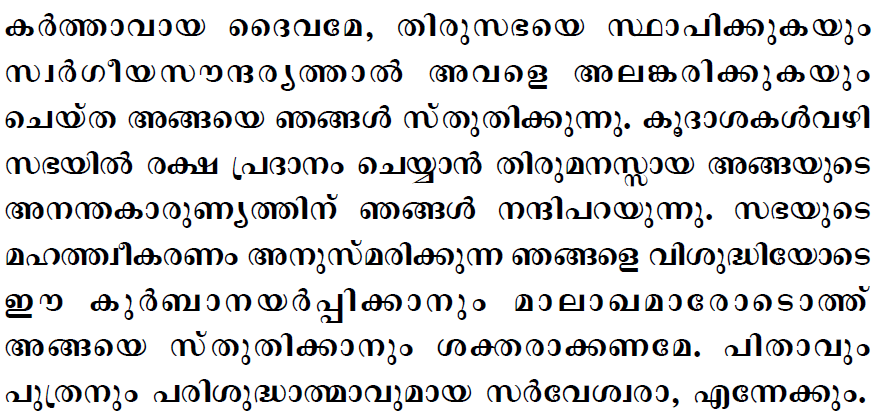 കർത്താവായ ദൈവമേ, തിരുസഭയെ സ്ഥാപിക്കുകയും
സ്വർഗീയസൗന്ദര്യത്താൽ അവളെ അലങ്കരിക്കുകയും
ചെയ്ത അങ്ങയെ ഞങ്ങൾ സ്തുതിക്കുന്നു. കൂദാശകൾവഴി
സഭയിൽ രക്ഷ പ്രദാനം ചെയ്യാൻ തിരുമനസ്സായ അങ്ങയുടെ
അനന്തകാരുണ്യത്തിന് ഞങ്ങൾ നന്ദിപറയുന്നു. സഭയുടെ
മഹത്ത്വീകരണം അനുസ്മരിക്കുന്ന ഞങ്ങളെ വിശുദ്ധിയോടെ
ഈ കുർബാനയർപ്പിക്കാനും മാലാഖമാരോടൊത്ത്
അങ്ങയെ സ്തുതിക്കാനും ശക്തരാക്കണമേ. പിതാവും
പുത്രനും പരിശുദ്ധാത്മാവുമായ സർവേശ്വരാ, എന്നേക്കും.